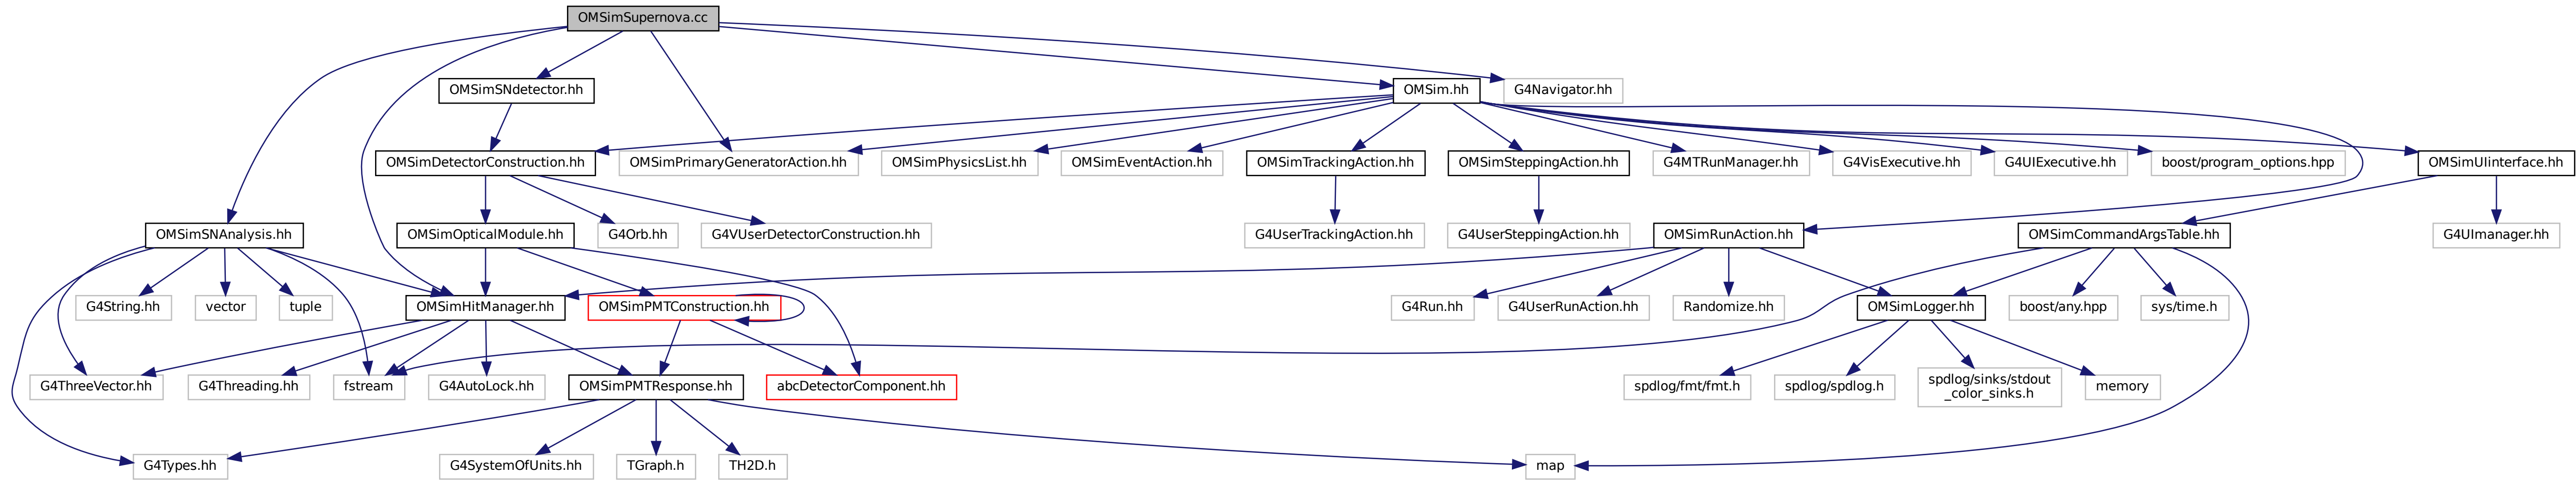 OMSimSupernova.cc
OMSimSNdetector.hh
OMSim.hh
G4Navigator.hh
OMSimDetectorConstruction.hh
OMSimPrimaryGeneratorAction.hh
OMSimPhysicsList.hh
OMSimEventAction.hh
OMSimTrackingAction.hh
OMSimSteppingAction.hh
G4MTRunManager.hh
G4VisExecutive.hh
G4UIExecutive.hh
boost/program_options.hpp
OMSimUIinterface.hh
OMSimSNAnalysis.hh
OMSimOpticalModule.hh
G4Orb.hh
G4VUserDetectorConstruction.hh
G4UserTrackingAction.hh
G4UserSteppingAction.hh
OMSimRunAction.hh
OMSimCommandArgsTable.hh
G4UImanager.hh
G4String.hh
vector
tuple
OMSimHitManager.hh
OMSimPMTConstruction.hh
G4Run.hh
G4UserRunAction.hh
Randomize.hh
OMSimLogger.hh
boost/any.hpp
sys/time.h
G4ThreeVector.hh
G4Threading.hh
fstream
G4AutoLock.hh
OMSimPMTResponse.hh
abcDetectorComponent.hh
spdlog/fmt/fmt.h
spdlog/spdlog.h
spdlog/sinks/stdout
_color_sinks.h
memory
G4Types.hh
G4SystemOfUnits.hh
TGraph.h
TH2D.h
map